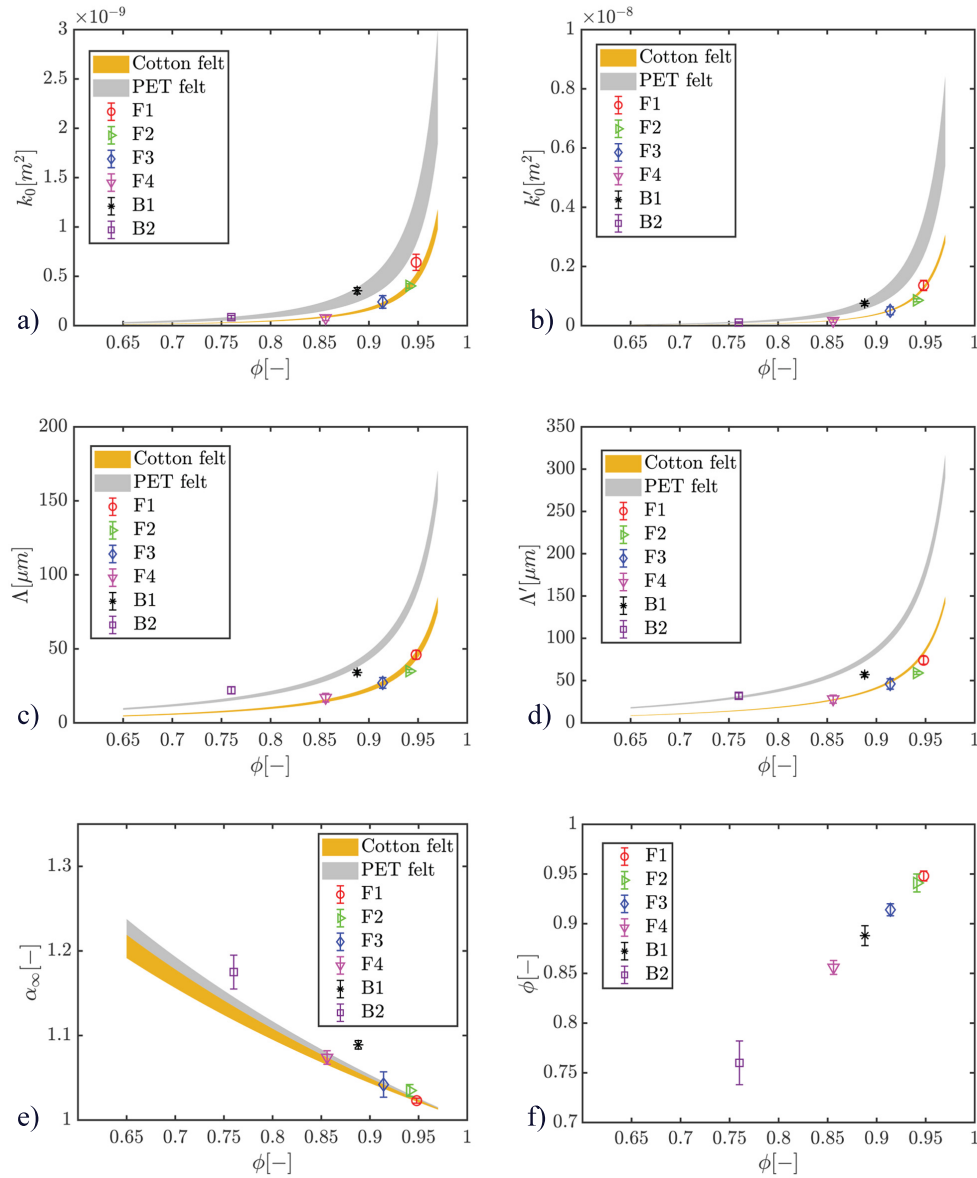 ×10⁻⁹
3
2.5
2
1.5
1
0.5
0
k₀[m²]
Cotton felt
PET felt
F1
F2
F3
F4
B1
B2
a)
0.65 0.7 0.75 0.8 0.85 0.9 0.95 1
ϕ[−]
×10⁻⁸
1
0.8
0.6
0.4
0.2
0
k₀′[m²]
Cotton felt
PET felt
F1
F2
F3
F4
B1
B2
b)
0.65 0.7 0.75 0.8 0.85 0.9 0.95 1
ϕ[−]
200
150
100
50
0
Λ[μm]
Cotton felt
PET felt
F1
F2
F3
F4
B1
B2
c)
0.65 0.7 0.75 0.8 0.85 0.9 0.95 1
ϕ[−]
350
300
250
200
150
100
50
0
Λ′[μm]
Cotton felt
PET felt
F1
F2
F3
F4
B1
B2
d)
0.65 0.7 0.75 0.8 0.85 0.9 0.95 1
ϕ[−]
1.3
1.2
1.1
1
α∞[−]
Cotton felt
PET felt
F1
F2
F3
F4
B1
B2
e)
0.65 0.7 0.75 0.8 0.85 0.9 0.95 1
ϕ[−]
1
0.95
0.9
0.85
0.8
0.75
0.7
ϕ[−]
F1
F2
F3
F4
B1
B2
f)
0.65 0.7 0.75 0.8 0.85 0.9 0.95 1
ϕ[−]